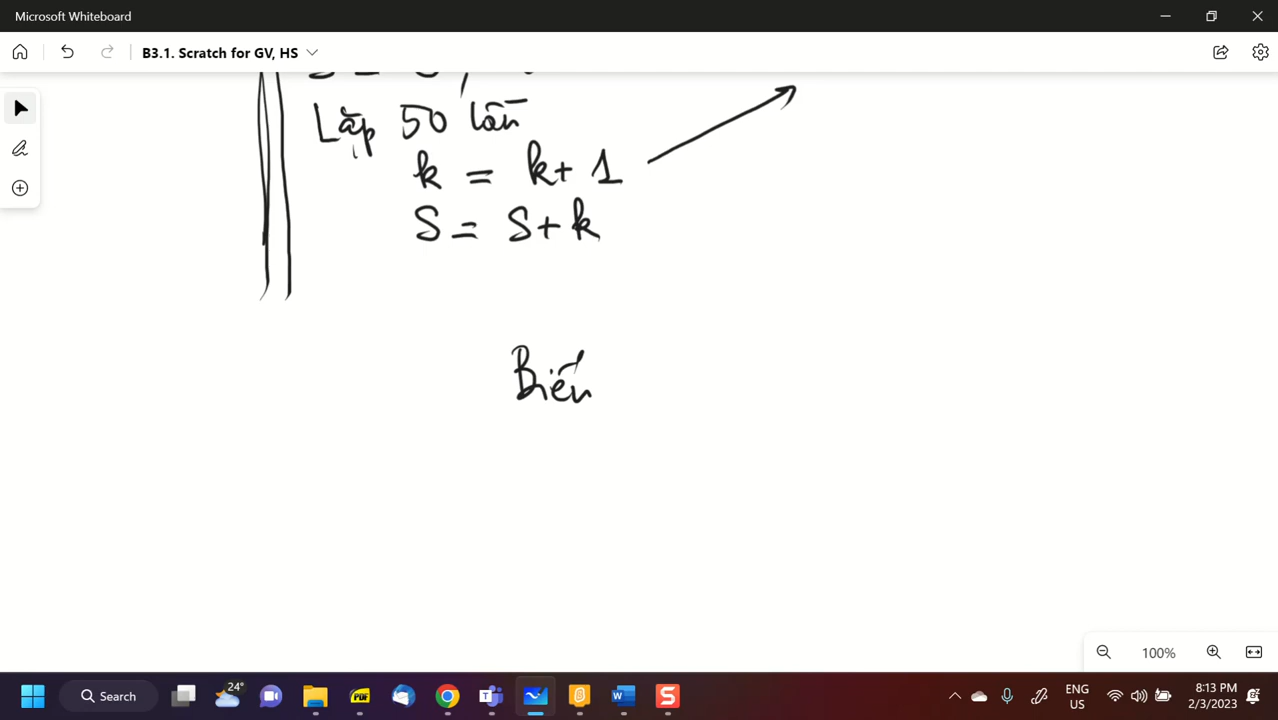 Microsoft Whiteboard
B3.1. Scratch for GV, HS
Lặp 50 lần
k = k + 1
S = S + k
Biến
100%
Search
24°
PDF
W
S
ENG
US
8:13 PM
2/3/2023